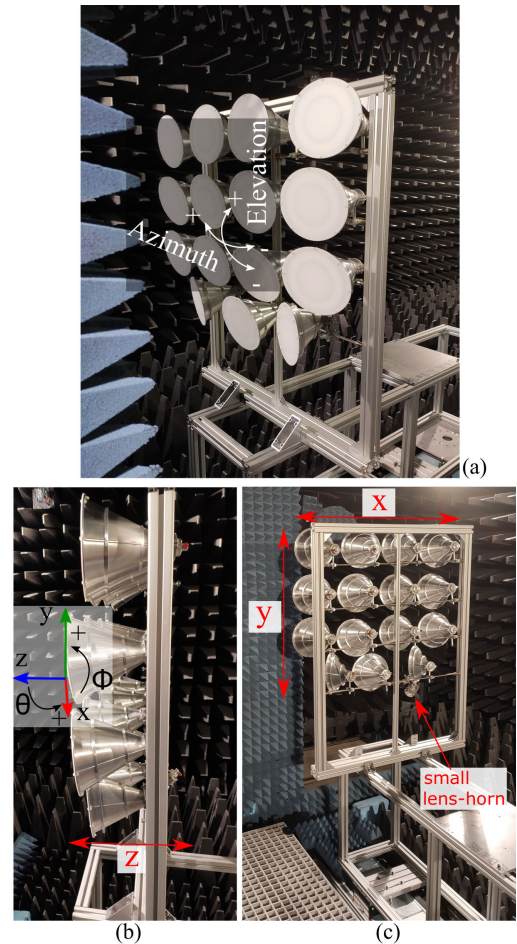 Elevation
+
+
Azimuth
-
-
(a)
x
y
+
z
Φ
θ
+
x
y
small
lens-horn
z
(b)
(c)